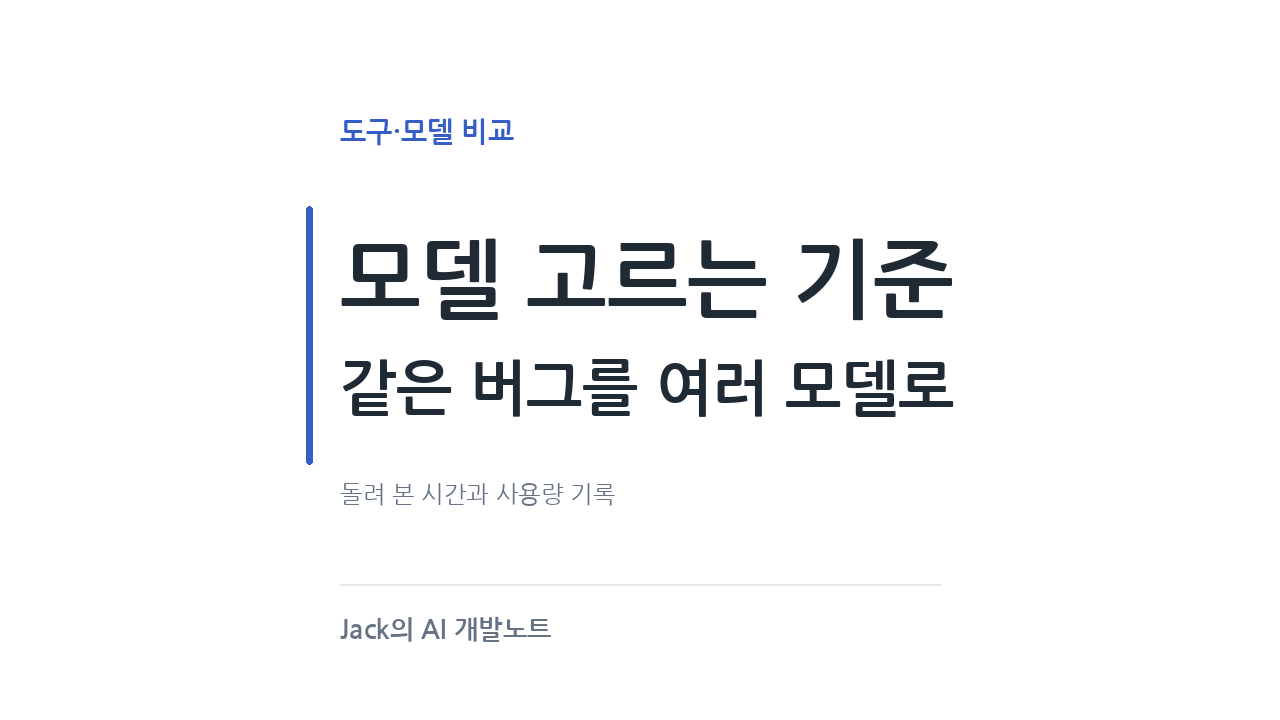 도구·모델 비교
모델 고르는 기준
같은 버그를 여러 모델로
돌려 본 시간과 사용량 기록
Jack의 AI 개발노트